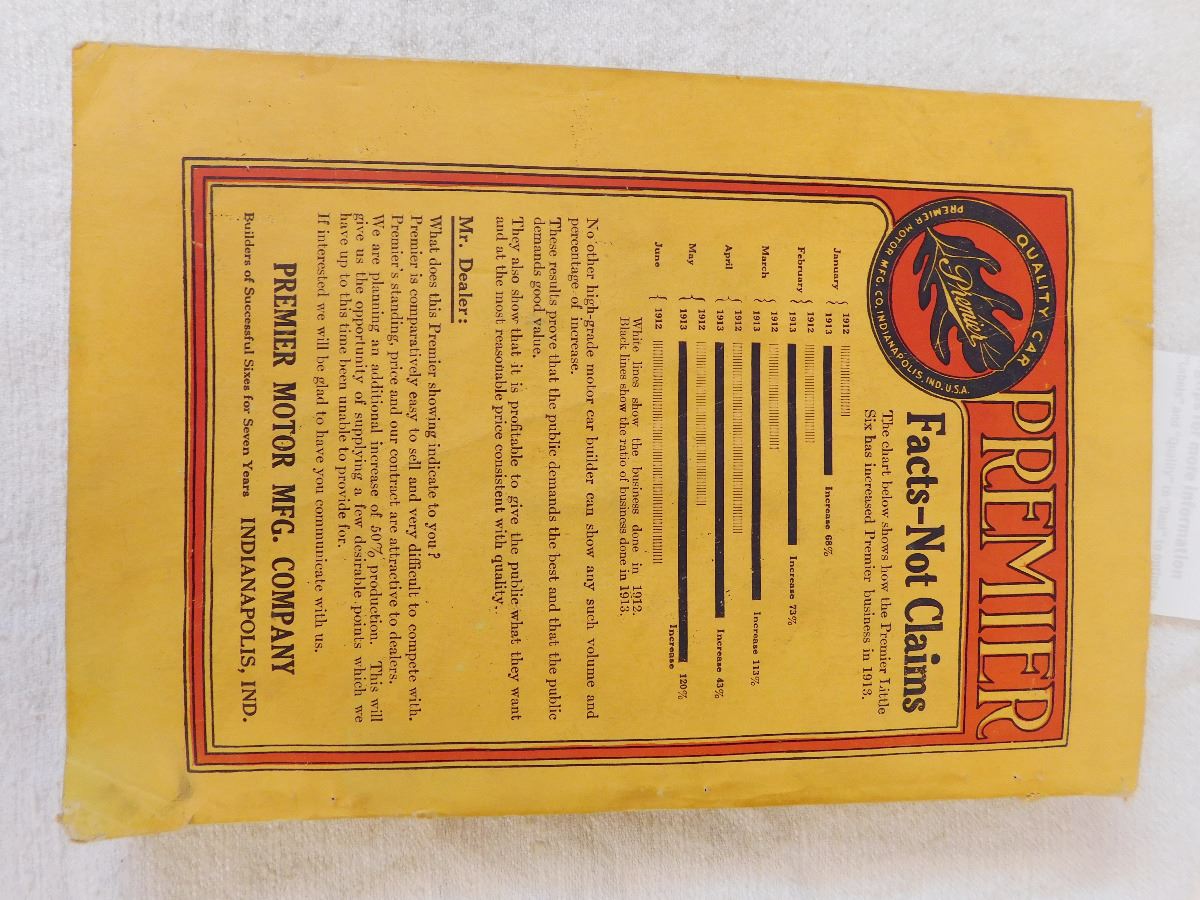 PREMIER
QUALITY CAR
PREMIER MOTOR MFG. CO. INDIANAPOLIS, IND. U.S.A.
Premier
Facts-Not Claims
The chart below shows how the Premier Little
Six has increased Premier business in 1913.
January { 1912
1913 Increase 68%
February { 1912
1913 Increase 73%
March { 1912
1913 Increase 113%
April { 1912
1913 Increase 43%
May { 1912
1913 Increase 120%
June { 1912
White lines show the business done in 1912.
Black lines show the ratio of business done in 1913.
No other high-grade motor car builder can show any such volume and
percentage of increase.
These results prove that the public demands the best and that the public
demands good value.
They also show that it is profitable to give the public what they want
and at the most reasonable price consistent with quality.
Mr. Dealer:
What does this Premier showing indicate to you?
Premier is comparatively easy to sell and very difficult to compete with.
Premier's standing, price and our contract are attractive to dealers.
We are planning an additional increase of 50% production. This will
give us the opportunity of supplying a few desirable points which we
have up to this time been unable to provide for.
If interested we will be glad to have you communicate with us.
PREMIER MOTOR MFG. COMPANY
Builders of Successful Sixes for Seven Years INDIANAPOLIS, IND.